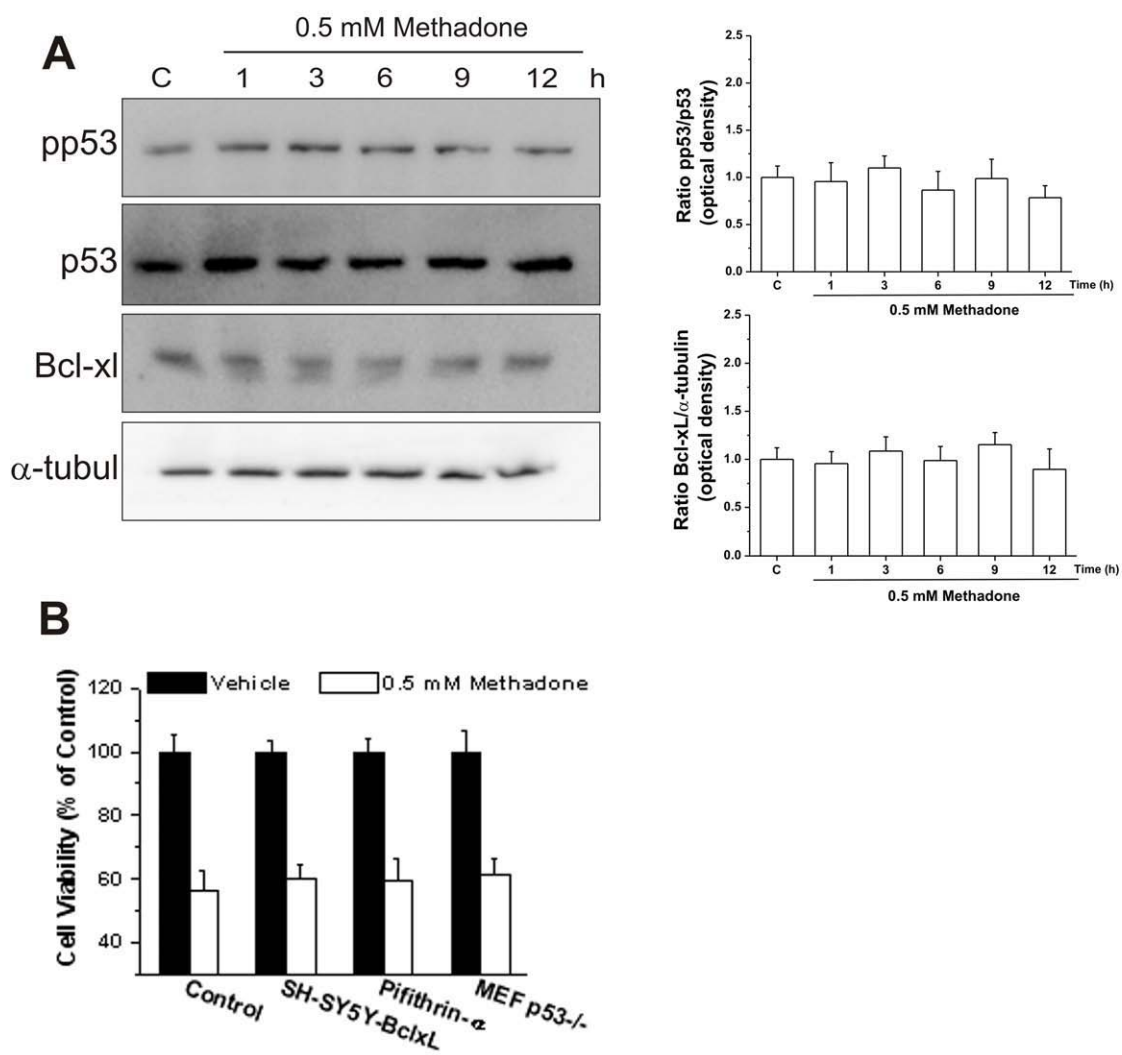 A
0.5 mM Methadone
C 1 3 6 9 12 h
pp53
p53
Bcl-xl
α-tubul
Ratio pp53/p53
(optical density)
2.5
2.0
1.5
1.0
0.5
0.0
C 1 3 6 9 12 Time (h)
0.5 mM Methadone
Ratio Bcl-xL/α-tubulin
(optical density)
2.5
2.0
1.5
1.0
0.5
0.0
C 1 3 6 9 12 Time (h)
0.5 mM Methadone
B
Cell Viability (% of Control)
Vehicle 0.5 mM Methadone
120
100
80
60
40
Control
SH-SY5Y-BclxL
Pifithrin-α
MEF p53-/-